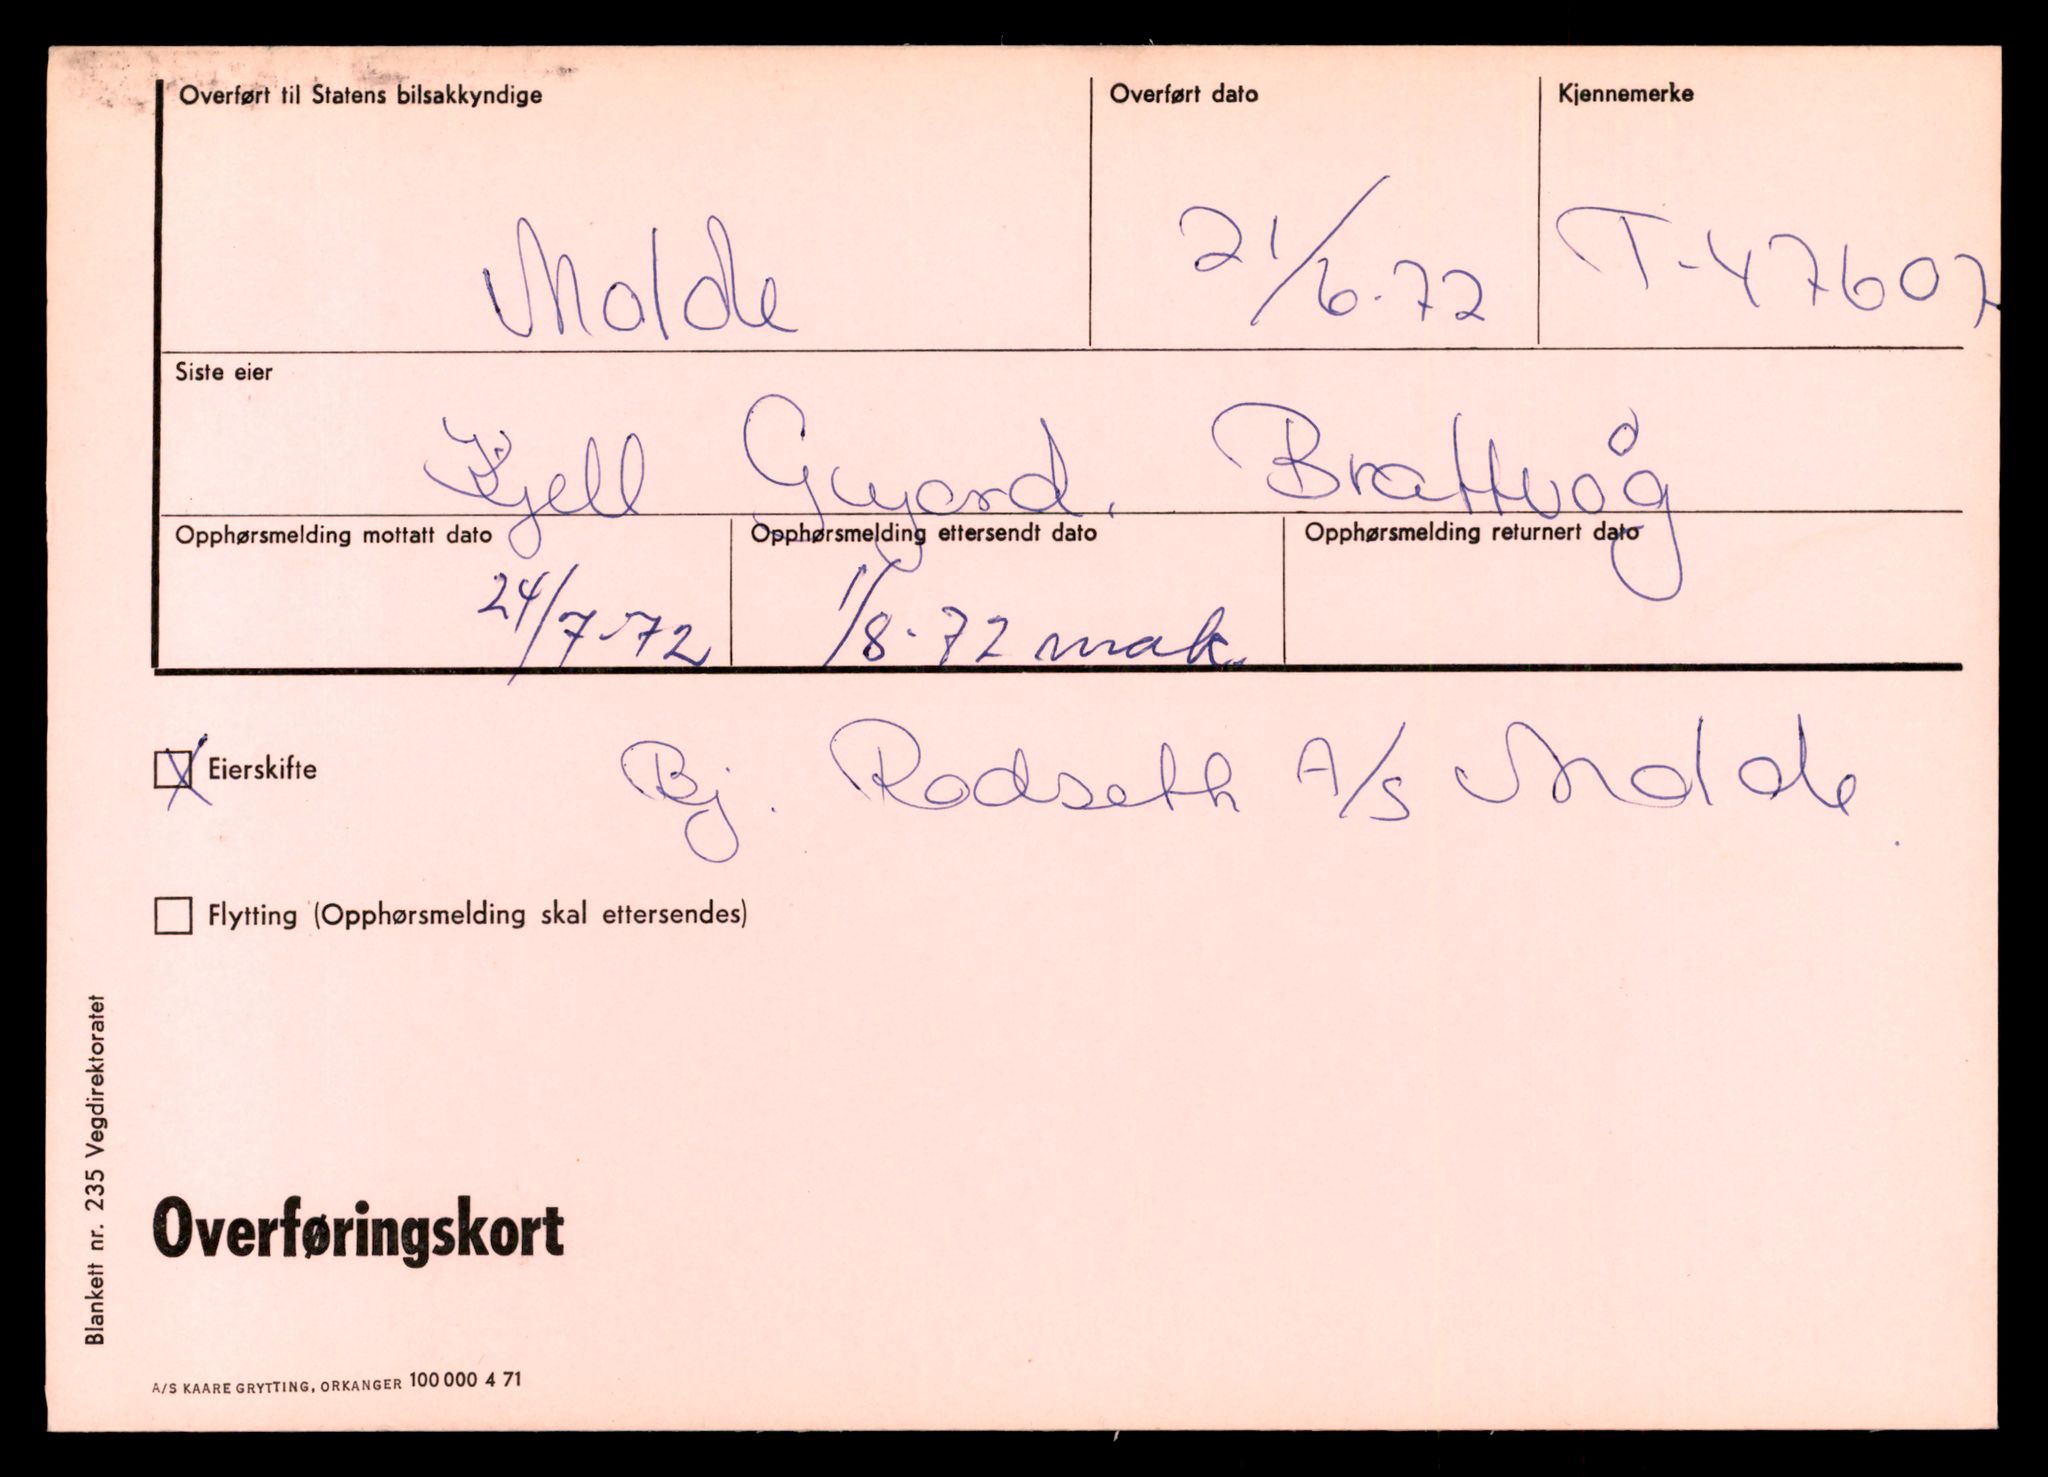 Overført til Statens bilsakkyndige
Molde
Overført dato
21/6-72
Kjennemerke
T-47607
Siste eier
Kjell Gujord, Brattvåg
Opphørsmelding mottatt dato
24/7-72
Opphørsmelding ettersendt dato
1/8-72 mak
Opphørsmelding returnert dato
X Eierskifte Bj. Rødseth A/S Molde.
Flytting (Opphørsmelding skal ettersendes)
Blankett nr. 235 Vegdirektoratet
Overføringskort
A/S KAARE GRYTTING, ORKANGER 100 000 4 71